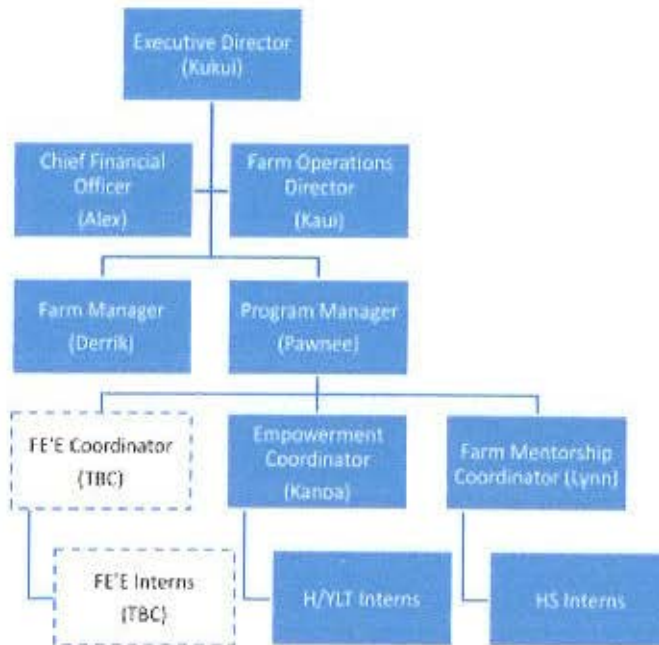 Executive Director
(Kukui)
Chief Financial
Officer
(Alex)
Farm Operations
Director
(Kaui)
Farm Manager
(Derrik)
Program Manager
(Pawnee)
FE'E Coordinator
(TBC)
Empowerment
Coordinator
(Kanoa)
Farm Mentorship
Coordinator (Lynn)
FE'E Interns
(TBC)
H/YLT Interns
HS Interns